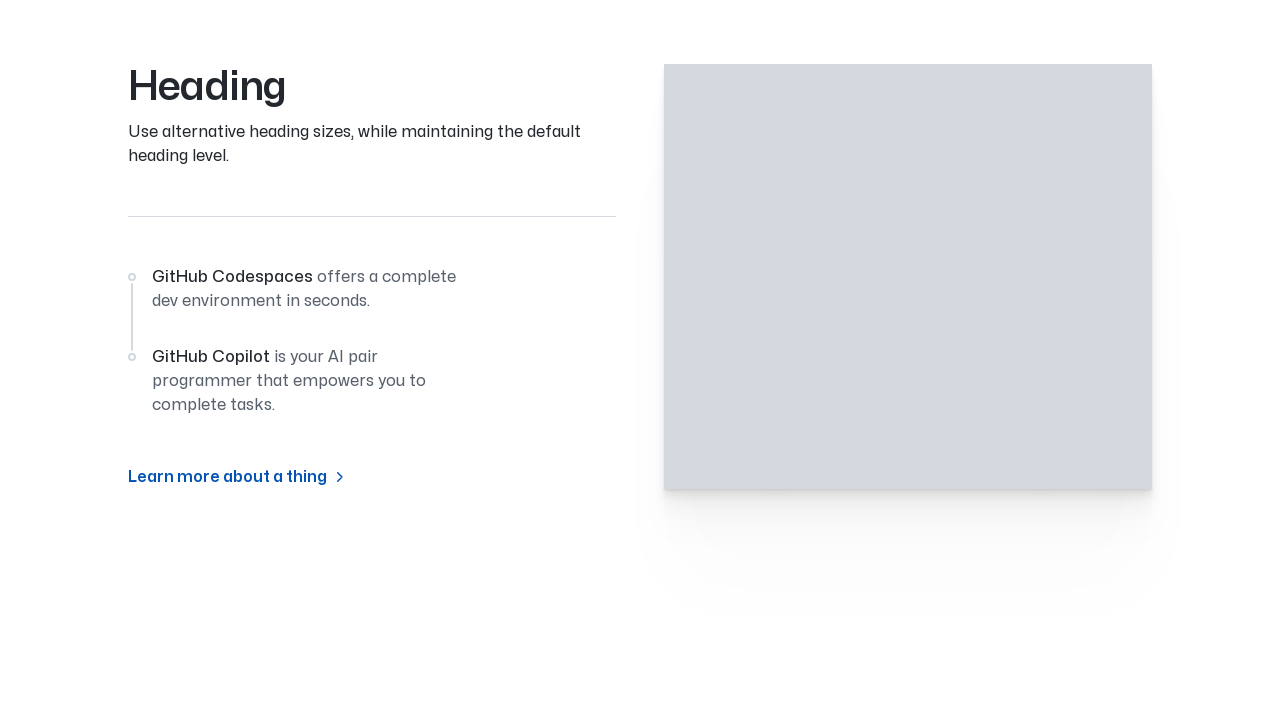 Heading
Use alternative heading sizes, while maintaining the default
heading level.
GitHub Codespaces offers a complete
dev environment in seconds.
GitHub Copilot is your AI pair
programmer that empowers you to
complete tasks.
Learn more about a thing